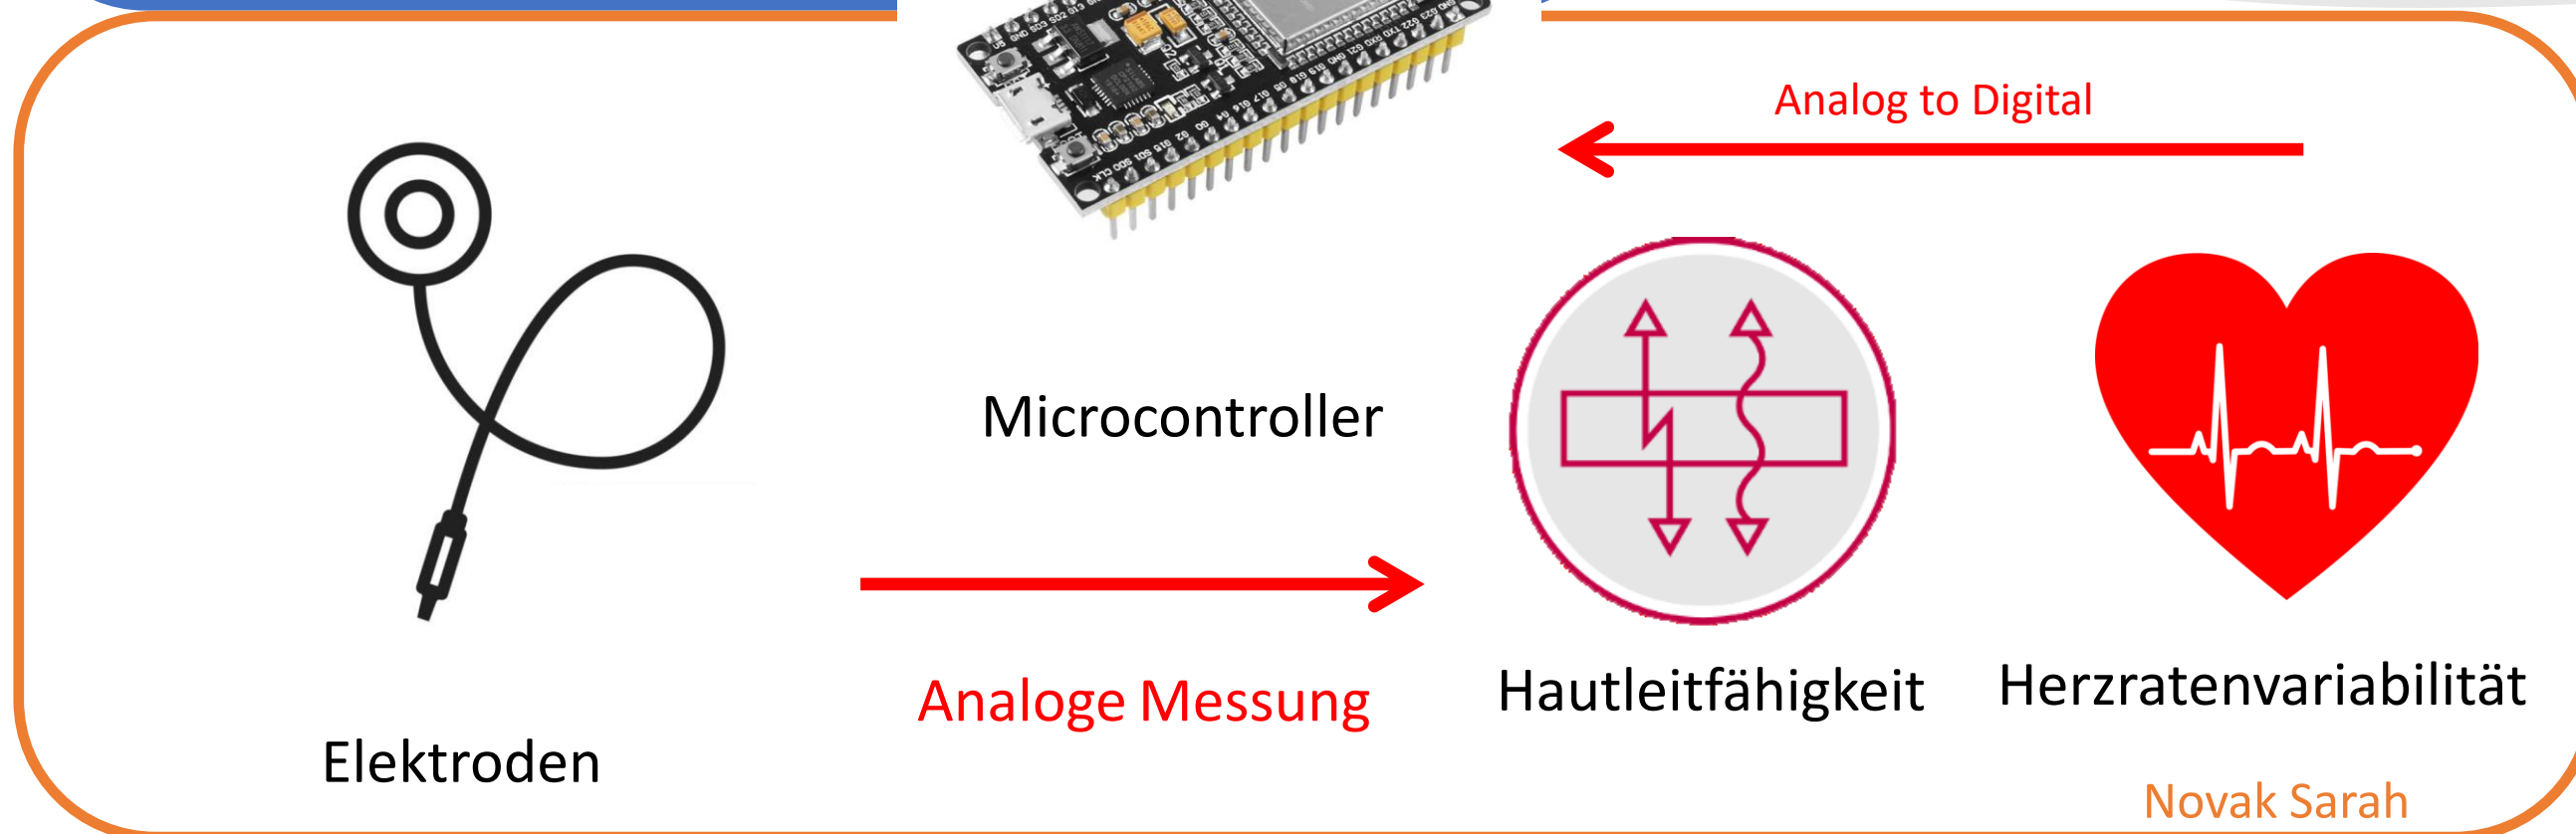 Analog to Digital
Microcontroller
Analoge Messung
Hautleitfähigkeit
Herzratenvariabilität
Elektroden
Novak Sarah